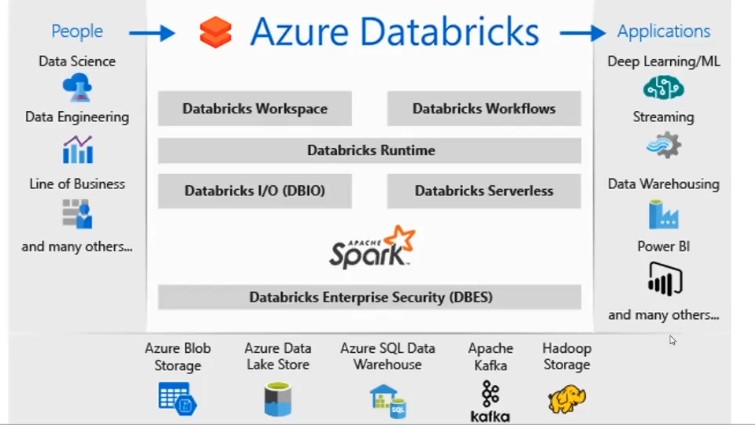 People
Azure Databricks
Applications
Data Science
Data Engineering
Line of Business
and many others...
Databricks Workspace
Databricks Workflows
Databricks Runtime
Databricks I/O (DBIO)
Databricks Serverless
APACHE
Spark™
Databricks Enterprise Security (DBES)
Deep Learning/ML
Streaming
Data Warehousing
Power BI
and many others...
Azure Blob
Storage
Azure Data
Lake Store
Azure SQL Data
Warehouse
SQL
Apache
Kafka
kafka
Hadoop
Storage